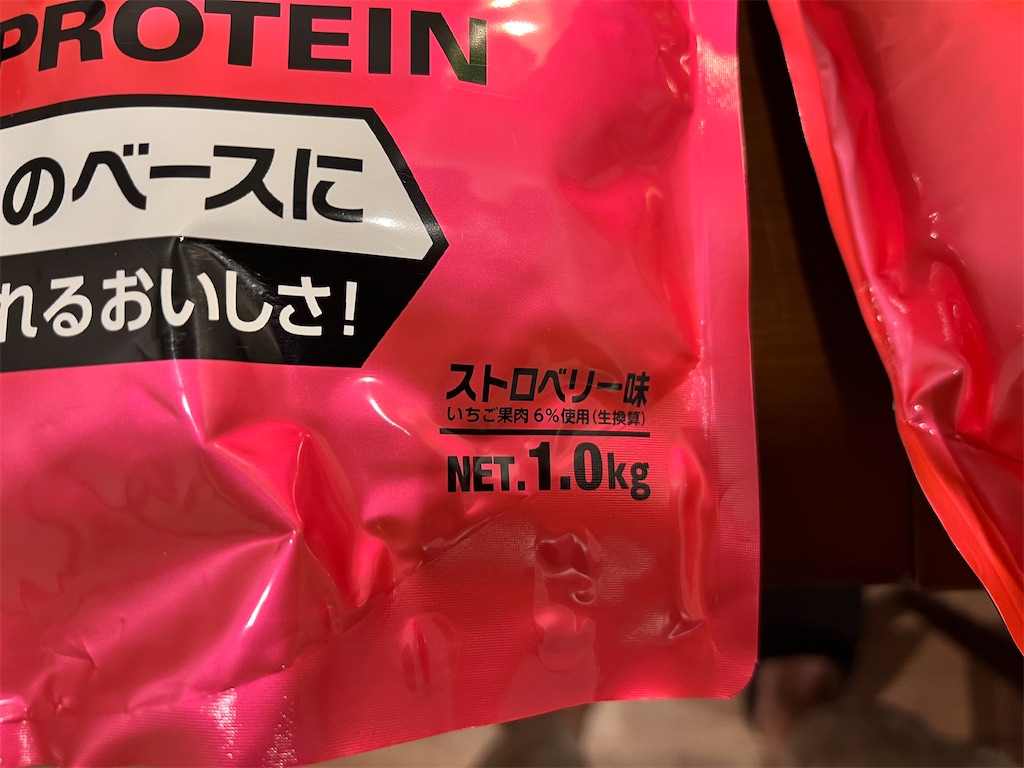 PROTEIN
のベースに
れるおいしさ!
ストロベリー味
いちご果肉6%使用(生換算)
NET.1.0kg